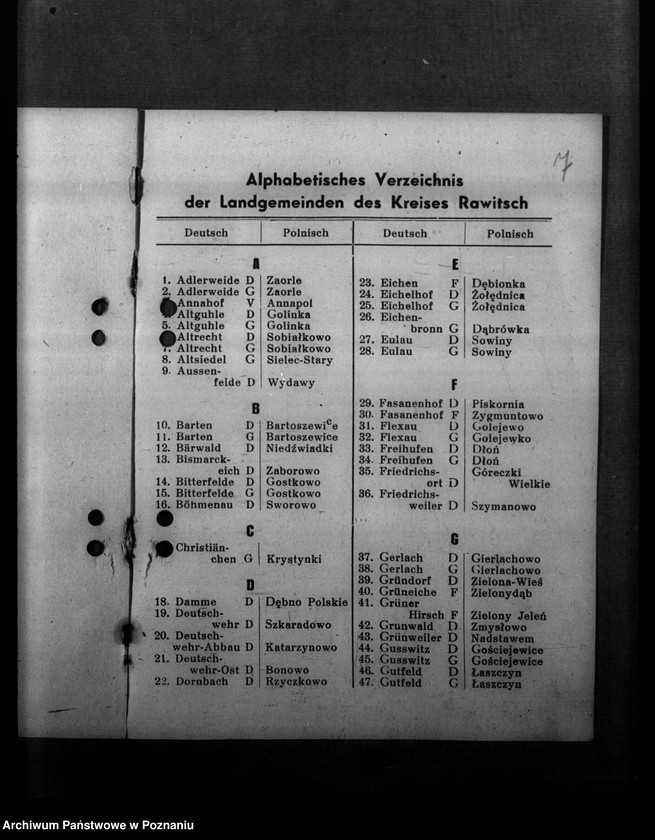 7
Alphabetisches Verzeichnis
der Landgemeinden des Kreises Rawitsch
Deutsch Polnisch
A
1. Adlerweide D Zaorle
2. Adlerweide G Zaorle
Annahof V Annapol
Altguhle D Golinka
5. Altguhle G Golinka
Altrecht D Sobiałkowo
7. Altrecht G Sobiałkowo
8. Altsiedel G Sielec-Stary
9. Aussen-
felde D Wydawy
B
10. Barten D Bartoszewice
11. Barten G Bartoszewice
12. Bärwald D Niedźwiadki
13. Bismarck-
eich D Zaborowo
14. Bitterfelde D Gostkowo
15. Bitterfelde G Gostkowo
16. Böhmenau D Sworowo
C
Christiän-
chen G Krystynki
D
18. Damme D Dębno Polskie
19. Deutsch-
wehr D Szkaradowo
20. Deutsch-
wehr-Abbau D Katarzynowo
21. Deutsch-
wehr-Ost D Bonowo
22. Dornbach D Rzyczkowo
Deutsch Polnisch
E
23. Eichen F Dębionka
24. Eichelhof D Żołędnica
25. Eichelhof G Żołędnica
26. Eichen-
bronn G Dąbrówka
27. Eulau D Sowiny
28. Eulau G Sowiny
F
29. Fasanenhof D Piskornia
30. Fasanenhof F Zygmuntowo
31. Flexau D Golejewo
32. Flexau G Golejewko
33. Freihufen D Dłoń
34. Freihufen G Dłoń
35. Friedrichs- Góreczki
ort D Wielkie
36. Friedrichs-
weiler D Szymanowo
G
37. Gerlach D Gierlachowo
38. Gerlach G Gierlachowo
39. Gründorf D Zielona-Wieś
40. Grüneiche F Zielonydąb
41. Grüner
Hirsch F Zielony Jeleń
42. Grunwald D Zmysłowo
43. Grünweiler D Nadstawem
44. Gusswitz D Gościejewice
45. Gusswitz G Gościejewice
46. Gutfeld D Łaszczyn
47. Gutfeld G Łaszczyn
Archiwum Państwowe w Poznaniu